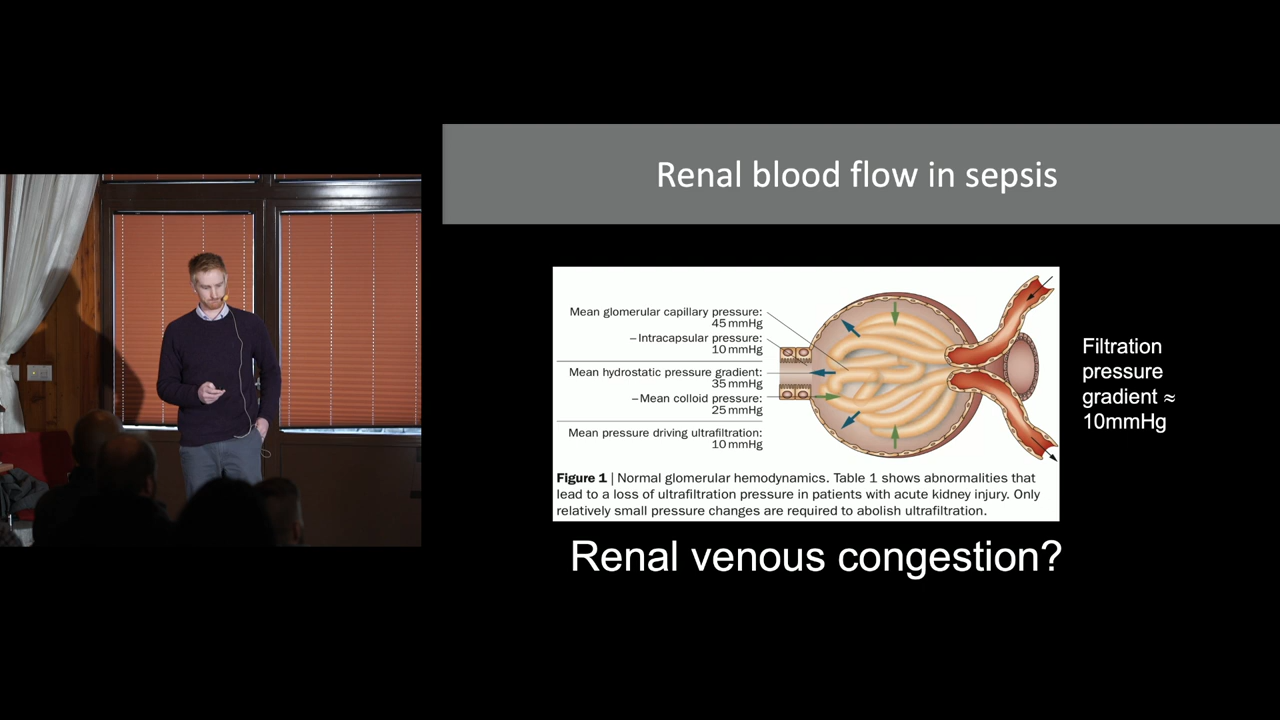 Renal blood flow in sepsis
Mean glomerular capillary pressure:
45 mmHg
– Intracapsular pressure:
10 mmHg
Mean hydrostatic pressure gradient:
35 mmHg
– Mean colloid pressure:
25 mmHg
Mean pressure driving ultrafiltration:
10 mmHg
Figure 1 | Normal glomerular hemodynamics. Table 1 shows abnormalities that
lead to a loss of ultrafiltration pressure in patients with acute kidney injury. Only
relatively small pressure changes are required to abolish ultrafiltration.
Filtration
pressure
gradient ≈
10mmHg
Renal venous congestion?